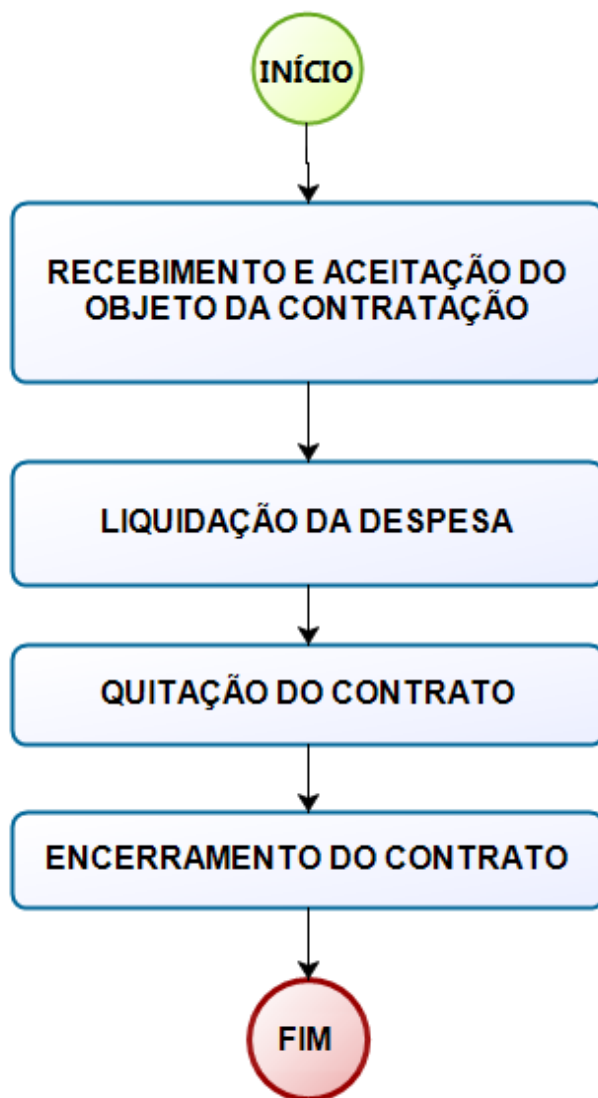 INÍCIO
RECEBIMENTO E ACEITAÇÃO DO
OBJETO DA CONTRATAÇÃO
LIQUIDAÇÃO DA DESPESA
QUITAÇÃO DO CONTRATO
ENCERRAMENTO DO CONTRATO
FIM